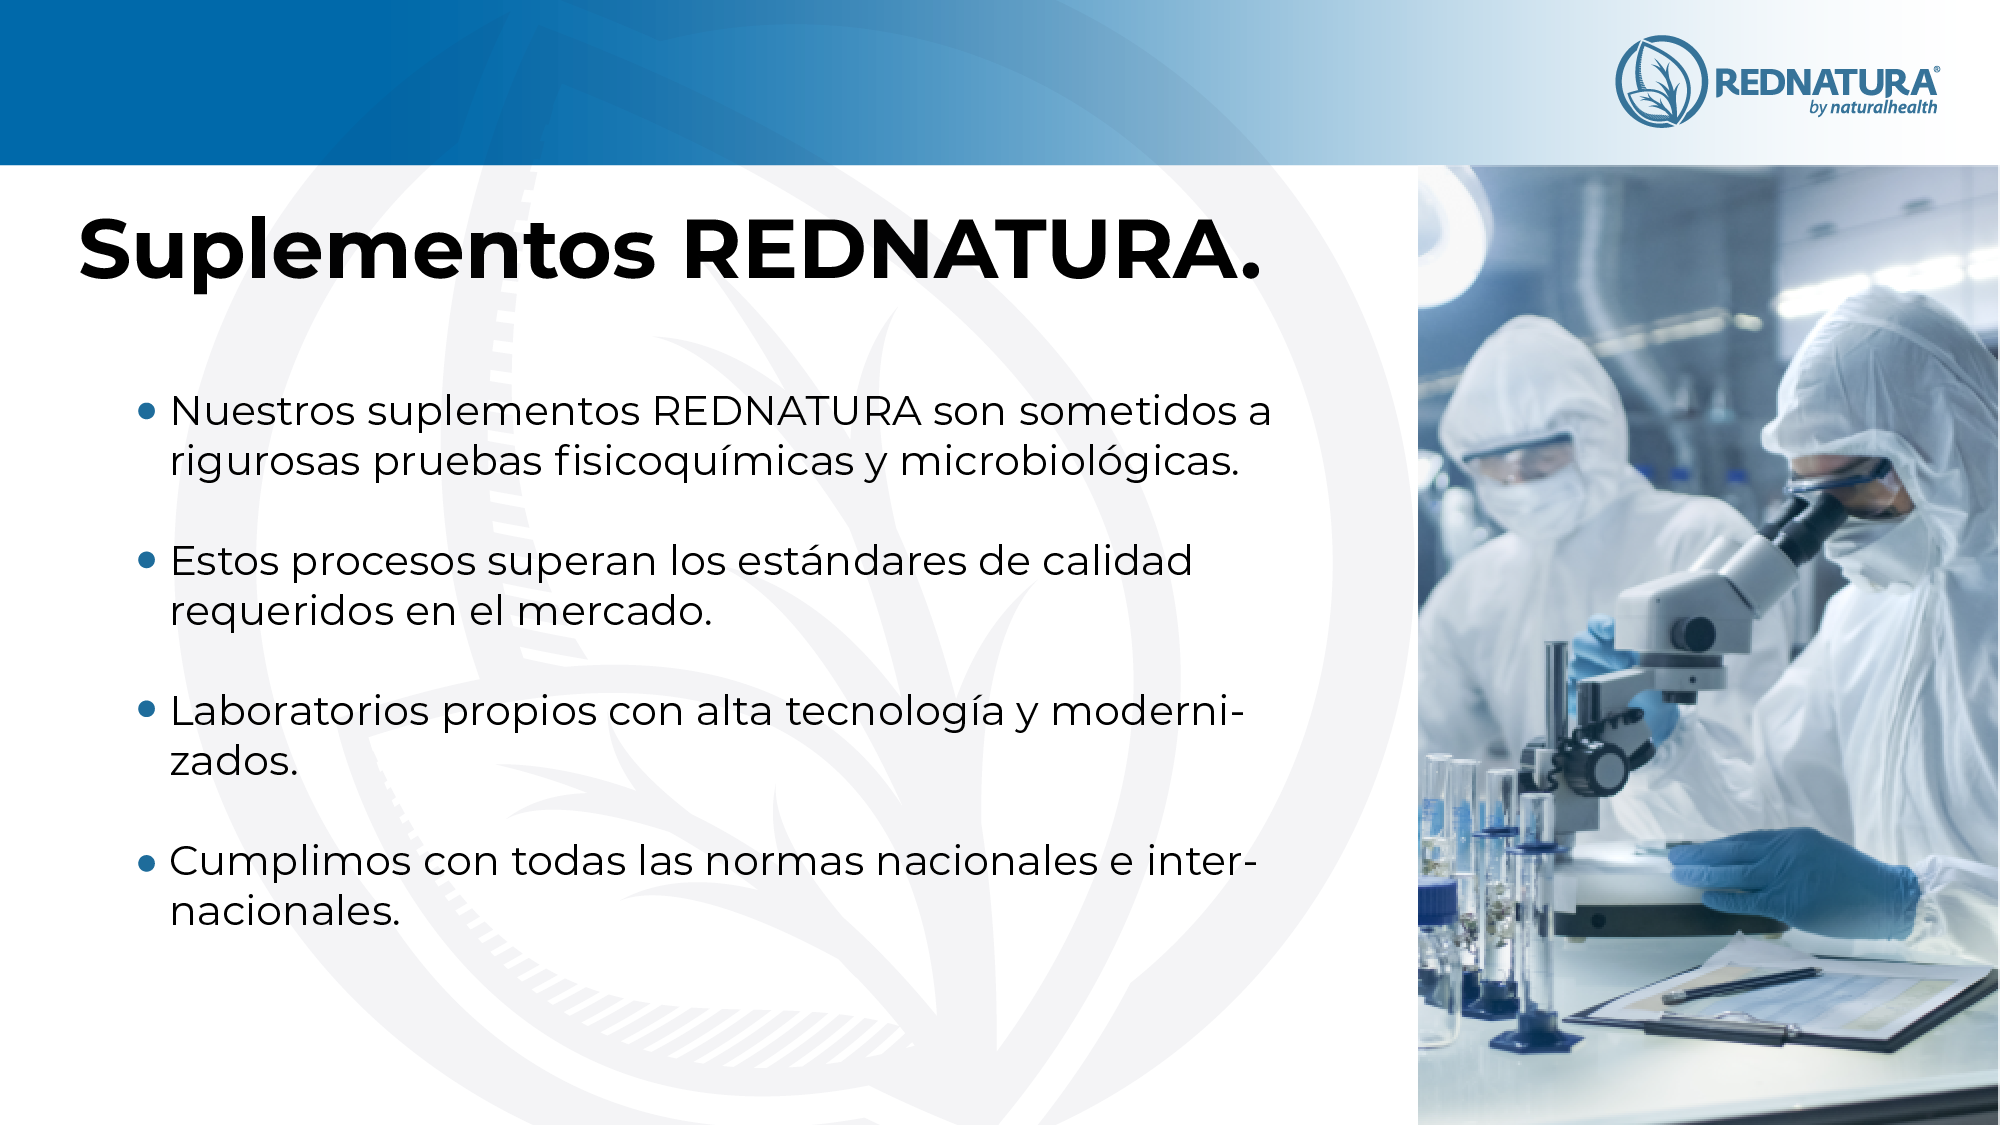 REDNATURA®
by naturalhealth
Suplementos REDNATURA.
• Nuestros suplementos REDNATURA son sometidos a
rigurosas pruebas fisicoquímicas y microbiológicas.
• Estos procesos superan los estándares de calidad
requeridos en el mercado.
• Laboratorios propios con alta tecnología y moderni-
zados.
• Cumplimos con todas las normas nacionales e inter-
nacionales.